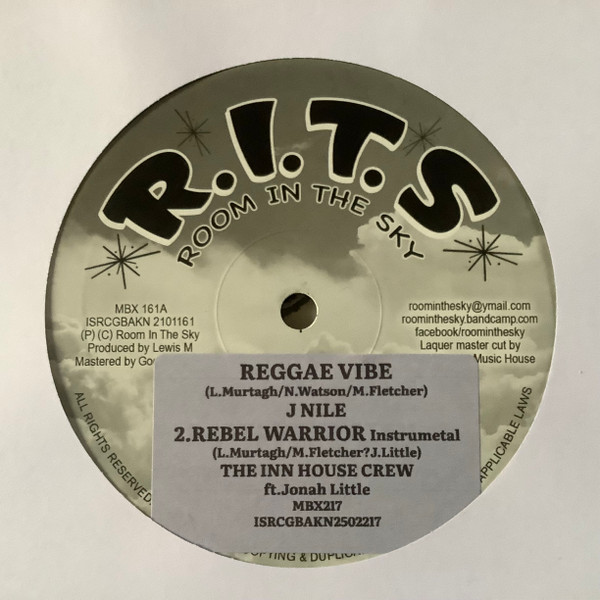 R.I.T.S
ROOM IN THE SKY
MBX 161A
ISRCGBAKN 2101161
(P) (C) Room In The Sky
Produced by Lewis M
Mastered by
roominthesky@ymail.com
roominthesky.bandcamp.com
facebook/roominthesky
Laquer master cut by
Music House
REGGAE VIBE
(L.Murtagh/N.Watson/M.Fletcher)
J NILE
2.REBEL WARRIOR Instrumetal
(L.Murtagh/M.Fletcher?J.Little)
THE INN HOUSE CREW
ft.Jonah Little
MBX217
ISRCGBAKN2502217
ALL RIGHTS RESERVED.
& DUPLIC
APPLICABLE LAWS